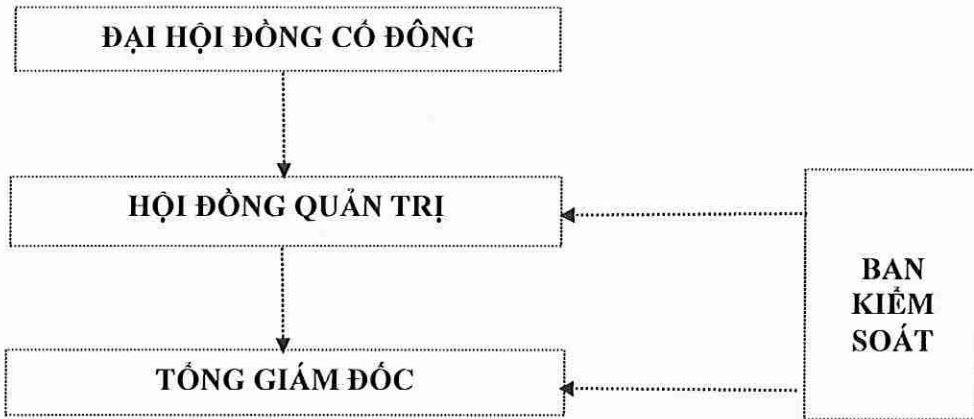 ĐẠI HỘI ĐỒNG CỔ ĐÔNG
HỘI ĐỒNG QUẢN TRỊ
BAN
KIỂM
SOÁT
TỔNG GIÁM ĐỐC